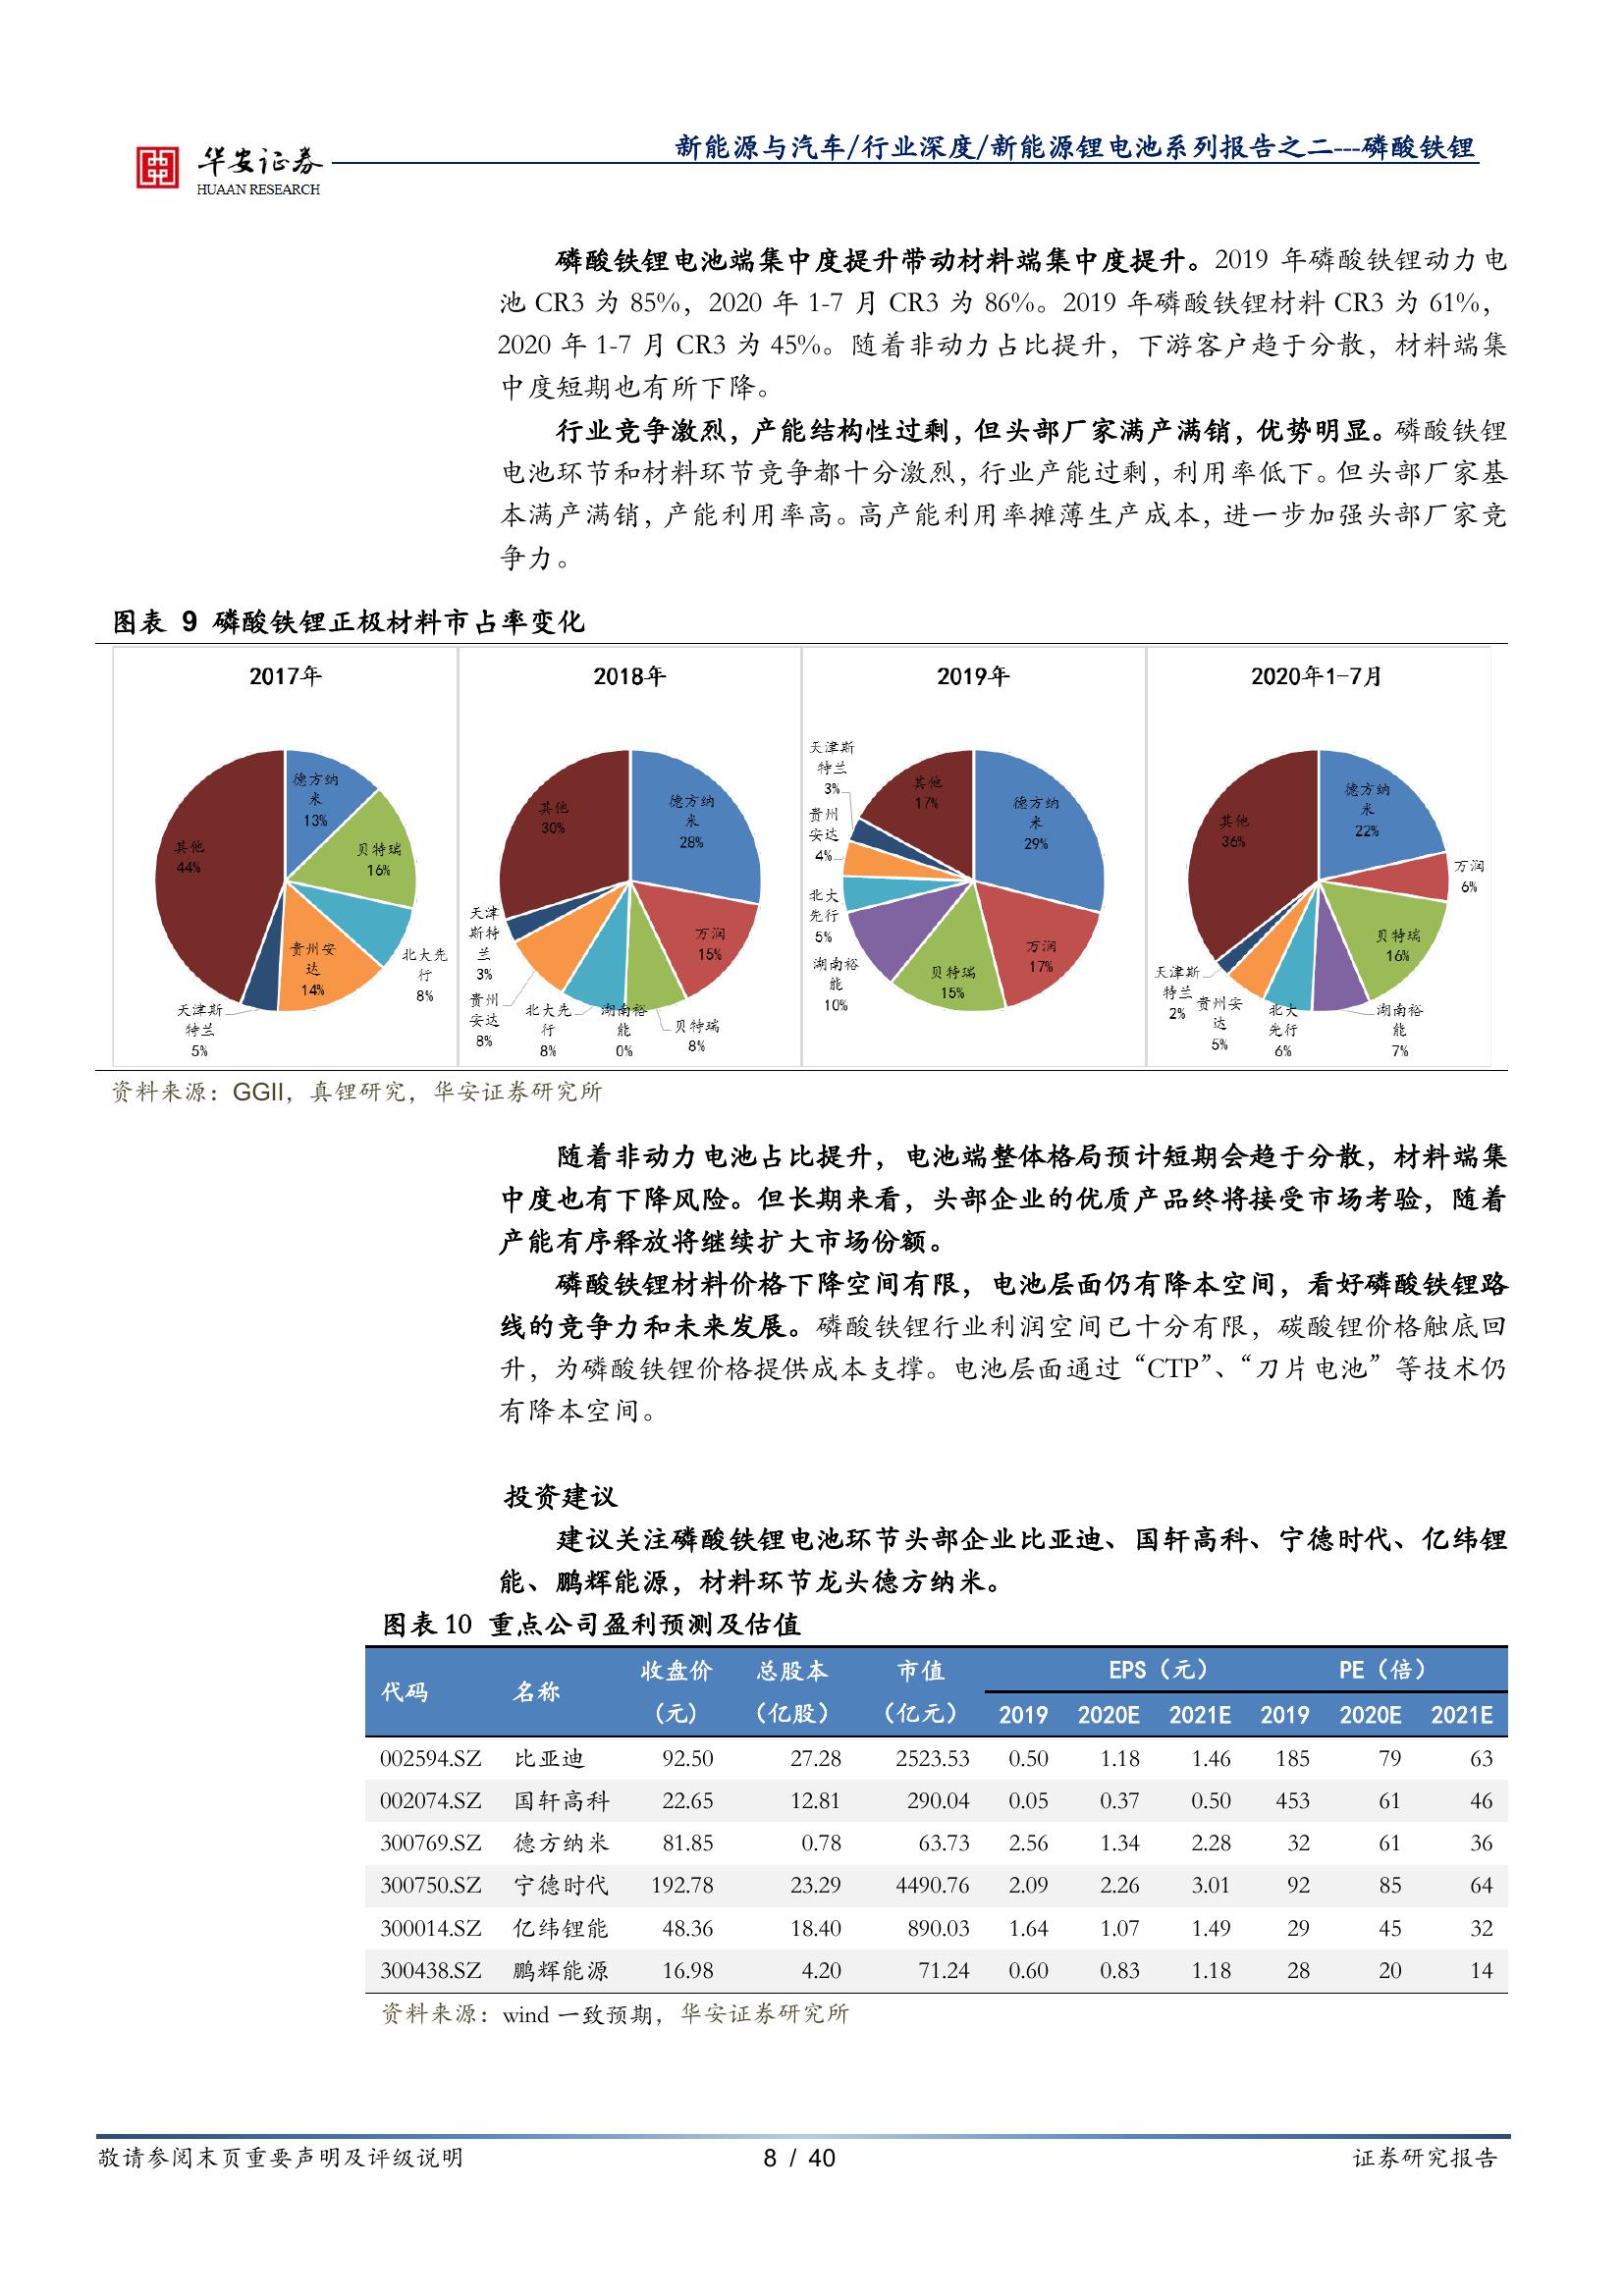 华安证券
HUAAN RESEARCH
新能源与汽车/行业深度/新能源锂电池系列报告之二---磷酸铁锂
磷酸铁锂电池端集中度提升带动材料端集中度提升。2019 年磷酸铁锂动力电
池 CR3 为 85%，2020 年 1-7 月 CR3 为 86%。2019 年磷酸铁锂材料 CR3 为 61%，
2020 年 1-7 月 CR3 为 45%。随着非动力占比提升，下游客户趋于分散，材料端集
中度短期也有所下降。
行业竞争激烈，产能结构性过剩，但头部厂家满产满销，优势明显。磷酸铁锂
电池环节和材料环节竞争都十分激烈，行业产能过剩，利用率低下。但头部厂家基
本满产满销，产能利用率高。高产能利用率摊薄生产成本，进一步加强头部厂家竞
争力。
图表 9 磷酸铁锂正极材料市占率变化
2017年
德方纳
米
13%
贝特瑞
16%
北大先
行
8%
贵州安
达
14%
天津斯
特兰
5%
其他
44%
2018年
德方纳
米
28%
万润
15%
贝特瑞
8%
湖南裕
能
0%
北大先
行
8%
贵州
安达
8%
天津
斯特
兰
3%
其他
30%
2019年
德方纳
米
29%
万润
17%
贝特瑞
15%
湖南裕
能
10%
北大
先行
5%
贵州
安达
4%
天津斯
特兰
3%
其他
17%
2020年1-7月
德方纳
米
22%
万润
6%
贝特瑞
16%
湖南裕
能
7%
北大
先行
6%
贵州安
达
5%
天津斯
特兰
2%
其他
36%
资料来源：GGII，真锂研究，华安证券研究所
随着非动力电池占比提升，电池端整体格局预计短期会趋于分散，材料端集
中度也有下降风险。但长期来看，头部企业的优质产品终将接受市场考验，随着
产能有序释放将继续扩大市场份额。
磷酸铁锂材料价格下降空间有限，电池层面仍有降本空间，看好磷酸铁锂路
线的竞争力和未来发展。磷酸铁锂行业利润空间已十分有限，碳酸锂价格触底回
升，为磷酸铁锂价格提供成本支撑。电池层面通过“CTP”、“刀片电池”等技术仍
有降本空间。
投资建议
建议关注磷酸铁锂电池环节头部企业比亚迪、国轩高科、宁德时代、亿纬锂
能、鹏辉能源，材料环节龙头德方纳米。
图表 10 重点公司盈利预测及估值
代码 名称 收盘价 总股本 市值 EPS（元） PE（倍）
（元） （亿股） （亿元） 2019 2020E 2021E 2019 2020E 2021E
002594.SZ 比亚迪 92.50 27.28 2523.53 0.50 1.18 1.46 185 79 63
002074.SZ 国轩高科 22.65 12.81 290.04 0.05 0.37 0.50 453 61 46
300769.SZ 德方纳米 81.85 0.78 63.73 2.56 1.34 2.28 32 61 36
300750.SZ 宁德时代 192.78 23.29 4490.76 2.09 2.26 3.01 92 85 64
300014.SZ 亿纬锂能 48.36 18.40 890.03 1.64 1.07 1.49 29 45 32
300438.SZ 鹏辉能源 16.98 4.20 71.24 0.60 0.83 1.18 28 20 14
资料来源：wind 一致预期，华安证券研究所
敬请参阅末页重要声明及评级说明 8 / 40 证券研究报告